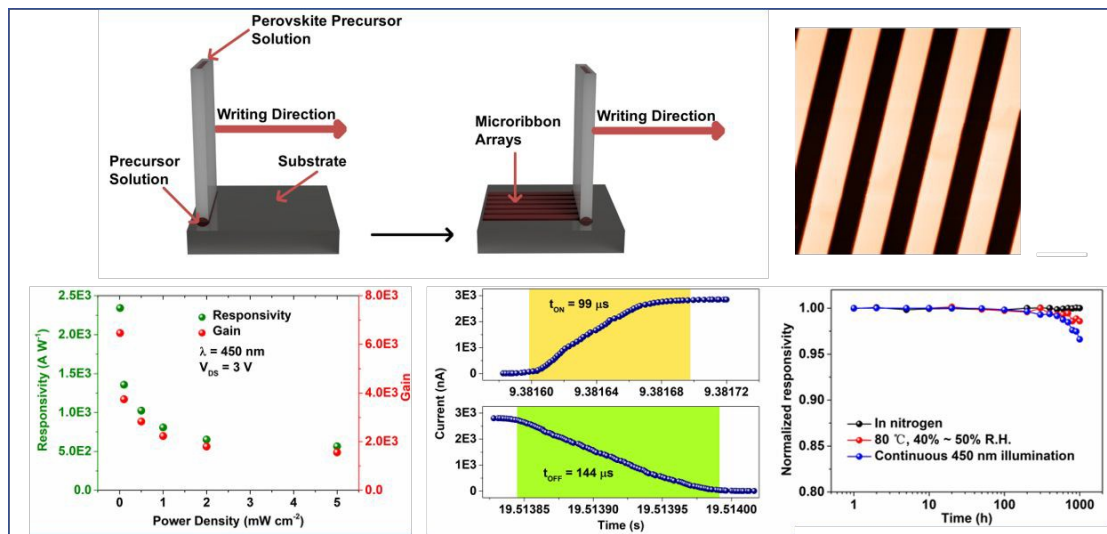 Perovskite Precursor
Solution
Writing Direction
Precursor
Solution
Substrate
Microribbon
Arrays
Writing Direction
Responsivity (A W⁻¹)
2.5E3
2.0E3
1.5E3
1.0E3
5.0E2
0.0
Responsivity
Gain
λ = 450 nm
V_DS = 3 V
8.0E3
6.0E3
4.0E3
2.0E3
0.0
Gain
0 1 2 3 4 5
Power Density (mW cm⁻²)
Current (nA)
3E3
2E3
1E3
0
t_ON = 99 μs
9.38160 9.38164 9.38168 9.38172
3E3
2E3
1E3
0
t_OFF = 144 μs
19.51385 19.51390 19.51395 19.51400
Time (s)
Normalized responsivity
1.00
0.95
0.90
0.85
0.80
In nitrogen
80 ℃, 40% ~ 50% R.H.
Continuous 450 nm illumination
1 10 100 1000
Time (h)